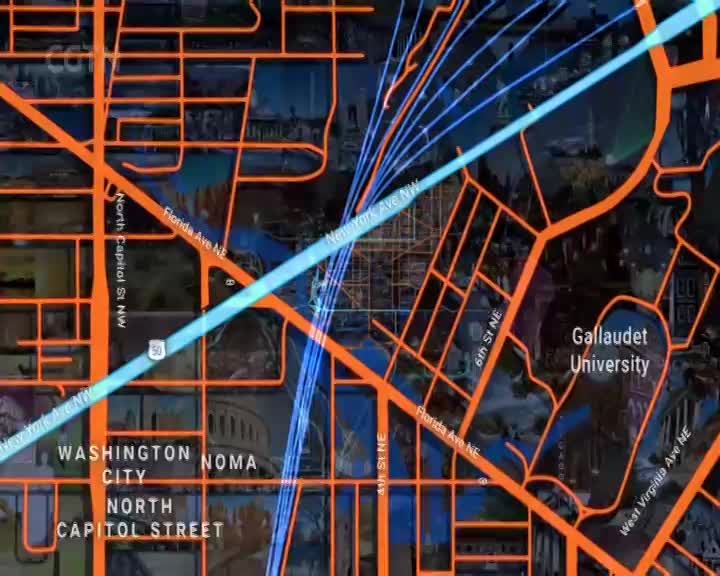 CGTN
New York Ave NW
Florida Ave NE
North Capitol St NW
50
6th St NE
Gallaudet
University
New York Ave NW
Florida Ave NE
WASHINGTON
CITY
NOMA
4th St NE
West Virginia Ave NE
NORTH
CAPITOL STREET